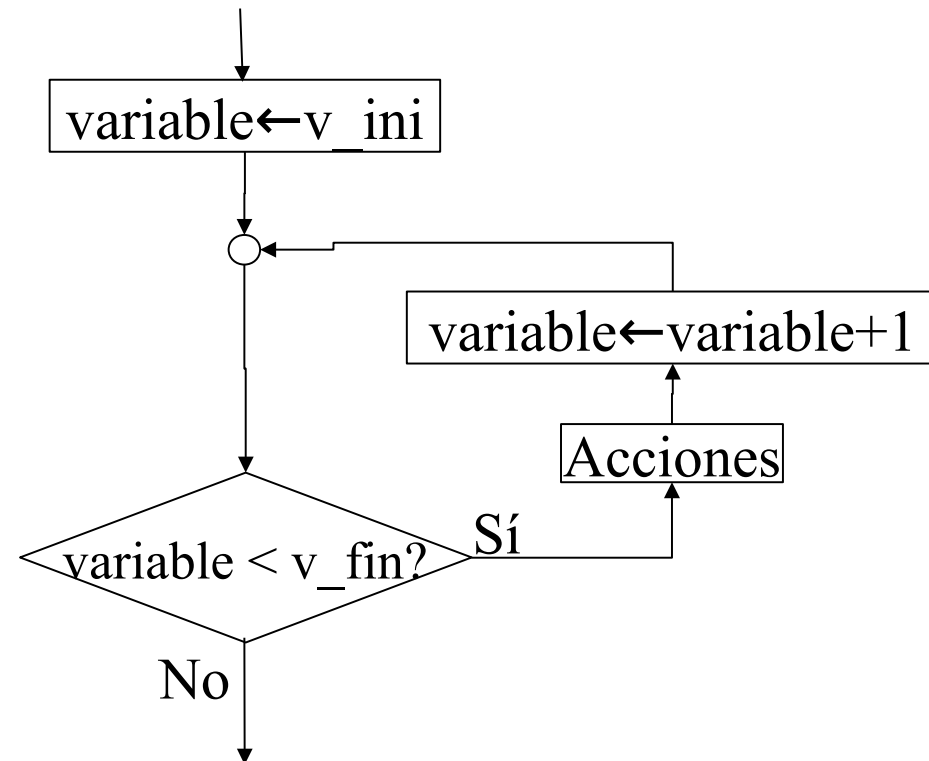 variable←v_ini
variable←variable+1
Acciones
variable < v_fin?
Sí
No